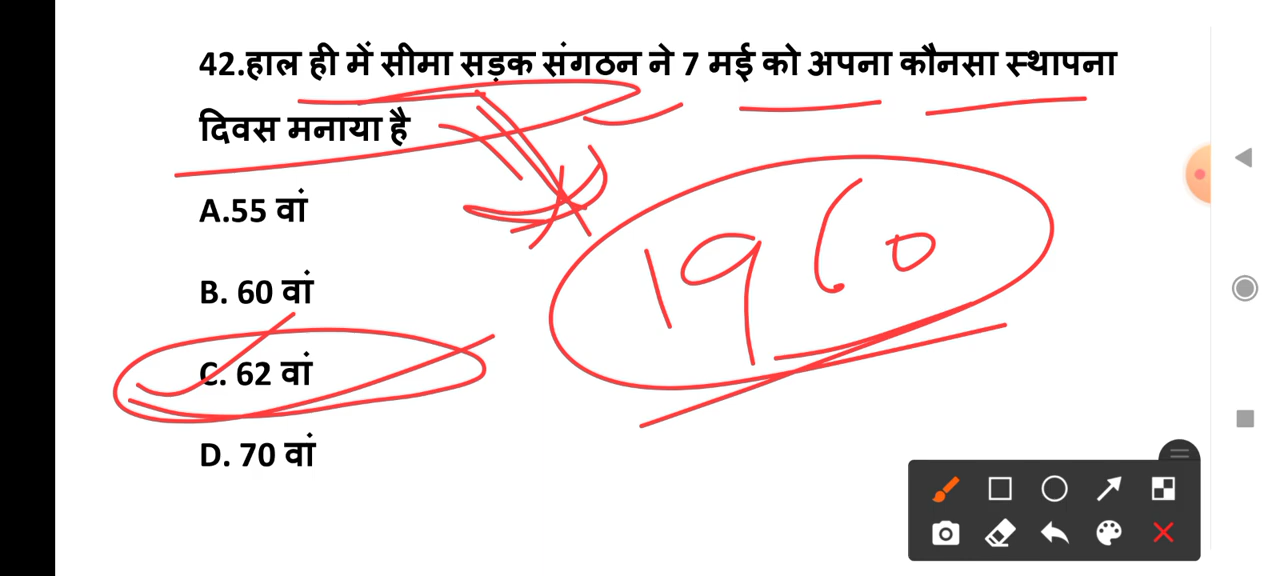 42.हाल ही में सीमा सड़क संगठन ने 7 मई को अपना कौनसा स्थापना
दिवस मनाया है
A.55 वां
1960
B. 60 वां
C. 62 वां
D. 70 वां